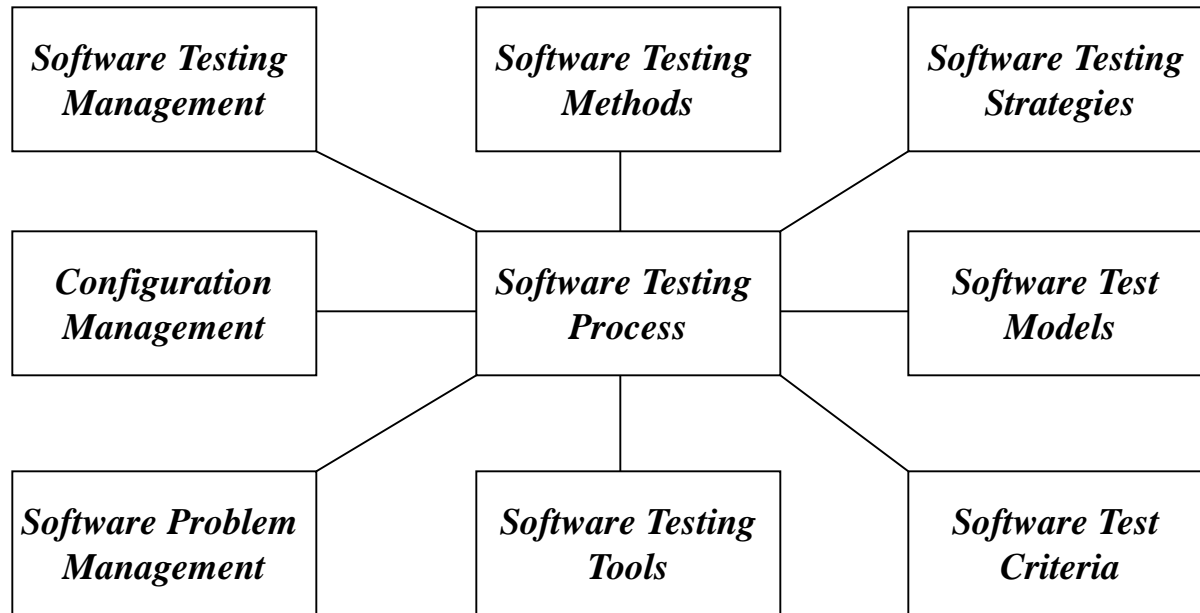 Software Testing
Management
Software Testing
Methods
Software Testing
Strategies
Configuration
Management
Software Testing
Process
Software Test
Models
Software Problem
Management
Software Testing
Tools
Software Test
Criteria